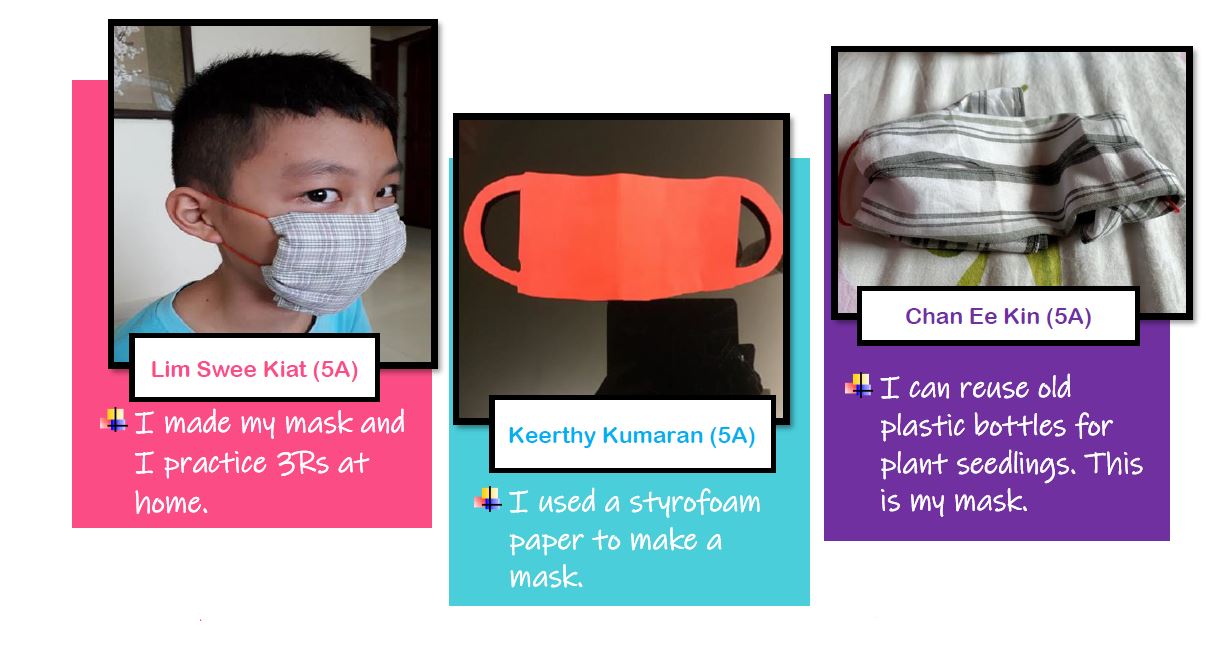 Lim Swee Kiat (5A)
I made my mask and
I practice 3Rs at
home.
Keerthy Kumaran (5A)
I used a styrofoam
paper to make a
mask.
Chan Ee Kin (5A)
I can reuse old
plastic bottles for
plant seedlings. This
is my mask.